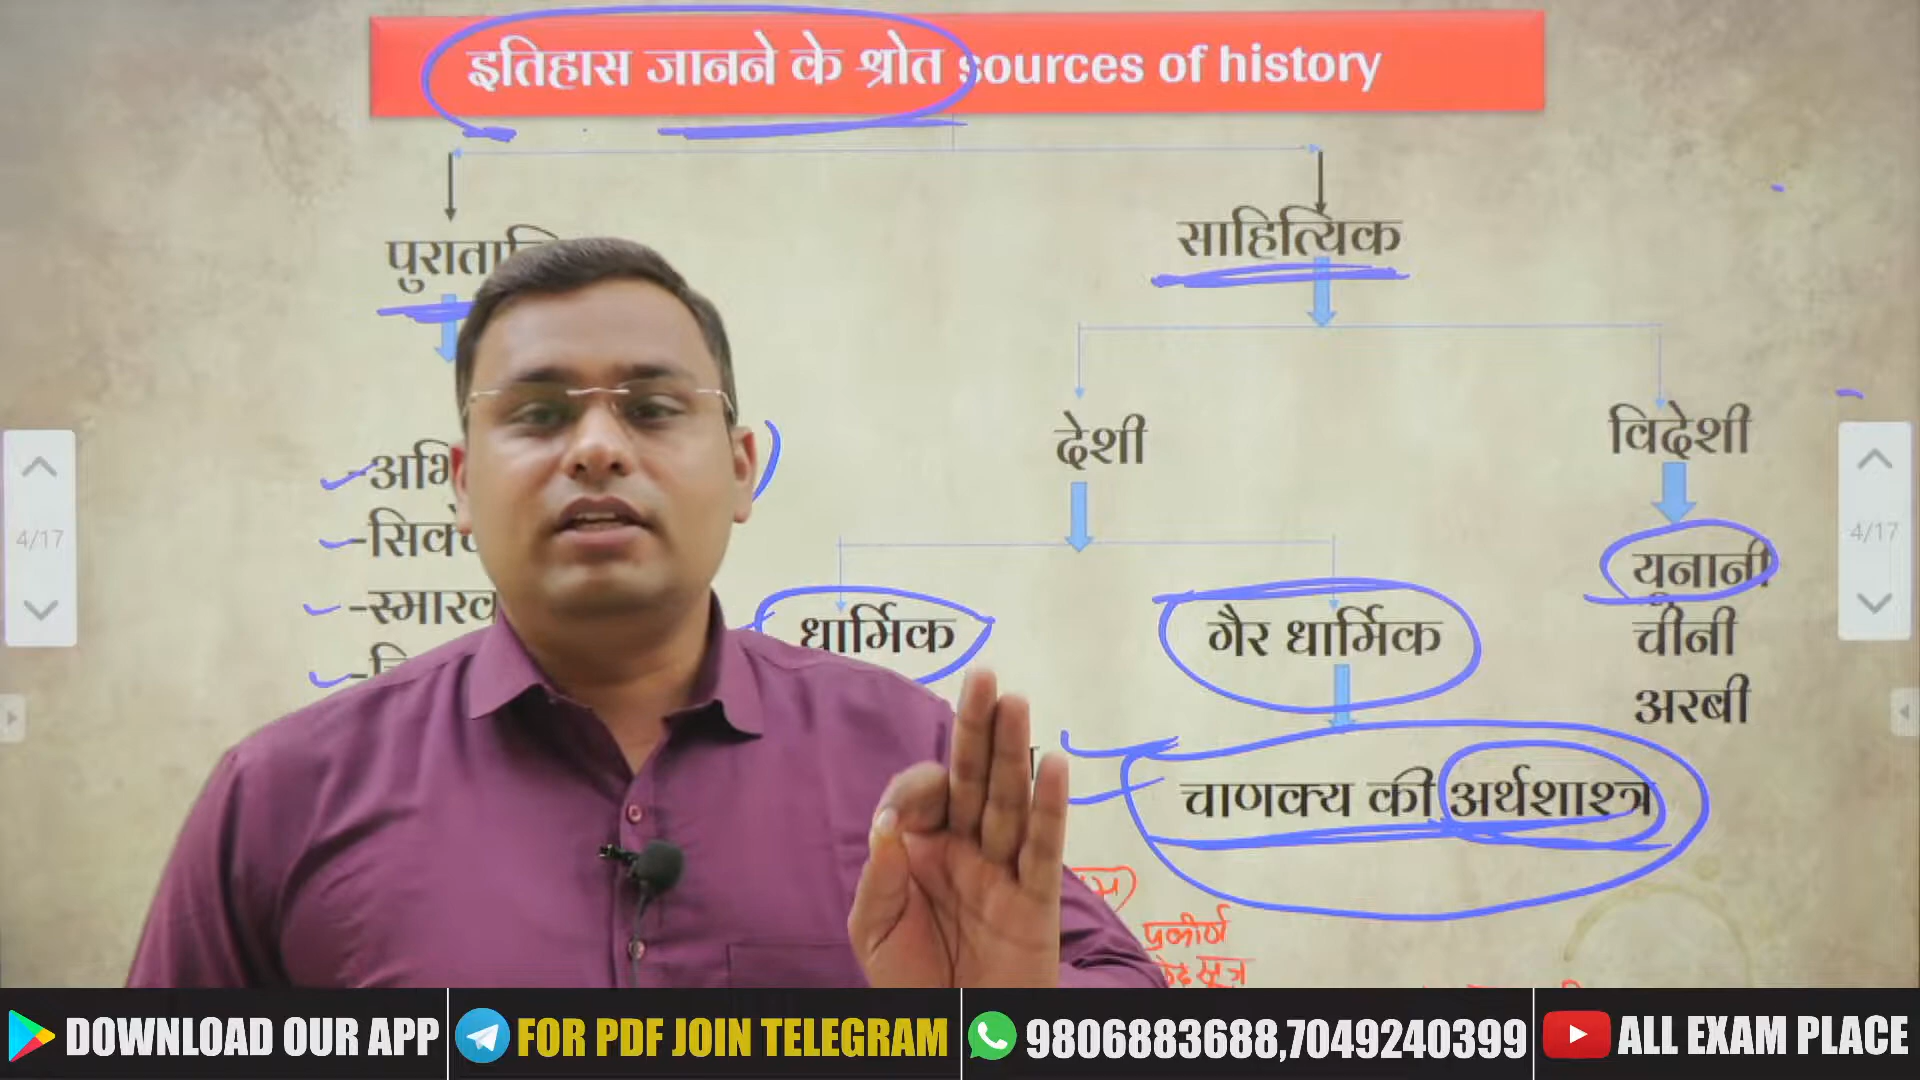 इतिहास जानने के श्रोत sources of history
साहित्यिक
देशी
विदेशी
4/17
4/17
यूनानी
धार्मिक
गैर धार्मिक
चीनी
अरबी
चाणक्य की अर्थशास्त्र
प्रकीर्ष
सूत्र
DOWNLOAD OUR APP
FOR PDF JOIN TELEGRAM
9806883688,7049240399
ALL EXAM PLACE